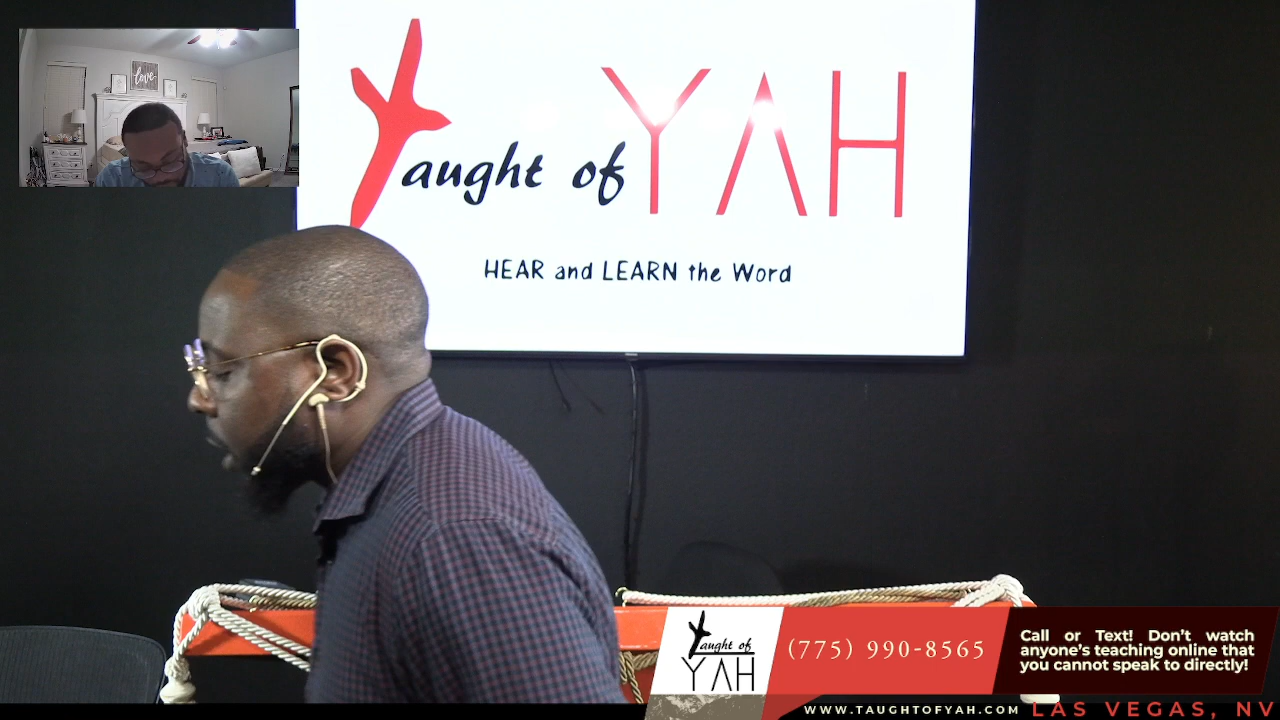 love
Taught of YAH
HEAR and LEARN the Word
Taught of
YAH
(775) 990-8565
Call or Text! Don't watch
anyone's teaching online that
you cannot speak to directly!
WWW.TAUGHTOFYAH.COM LAS VEGAS, NV